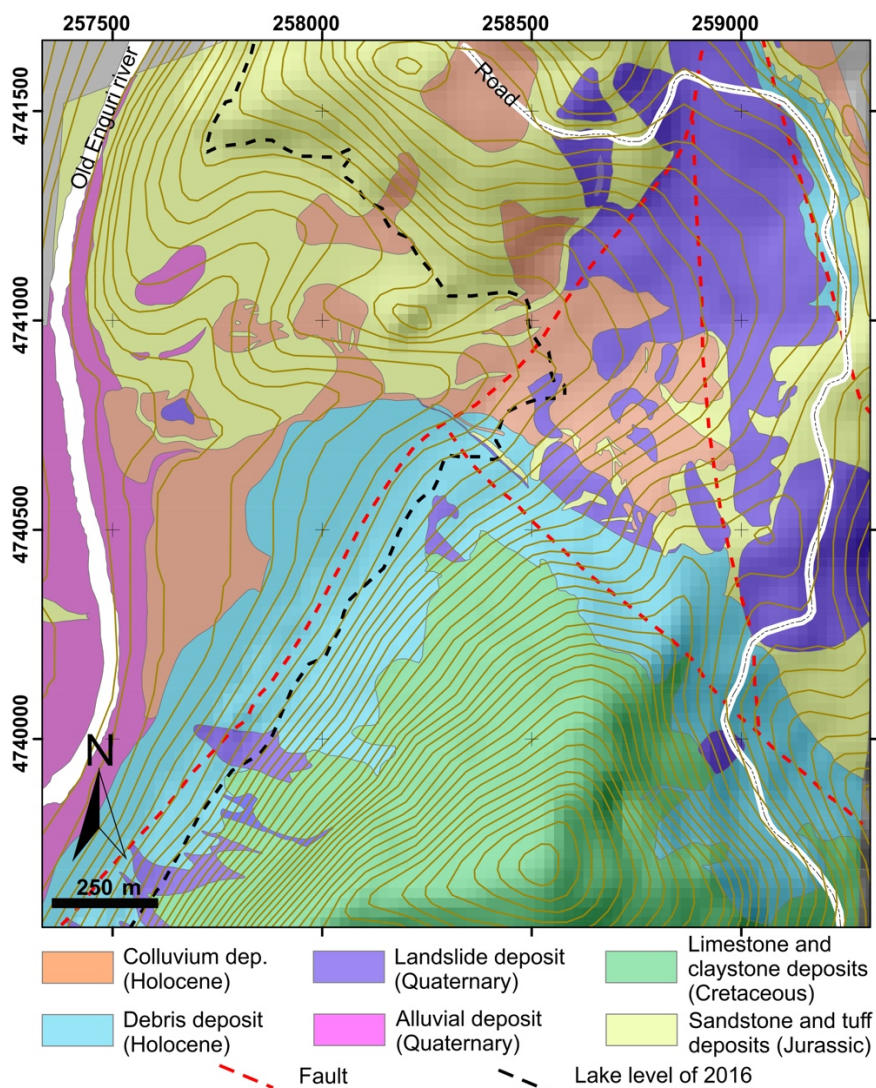 257500 258000 258500 259000
4741500
4741000
4740500
4740000
Old Enguri river
Road
N
250 m
Colluvium dep.
(Holocene)
Landslide deposit
(Quaternary)
Limestone and
claystone deposits
(Cretaceous)
Debris deposit
(Holocene)
Alluvial deposit
(Quaternary)
Sandstone and tuff
deposits (Jurassic)
Fault
Lake level of 2016